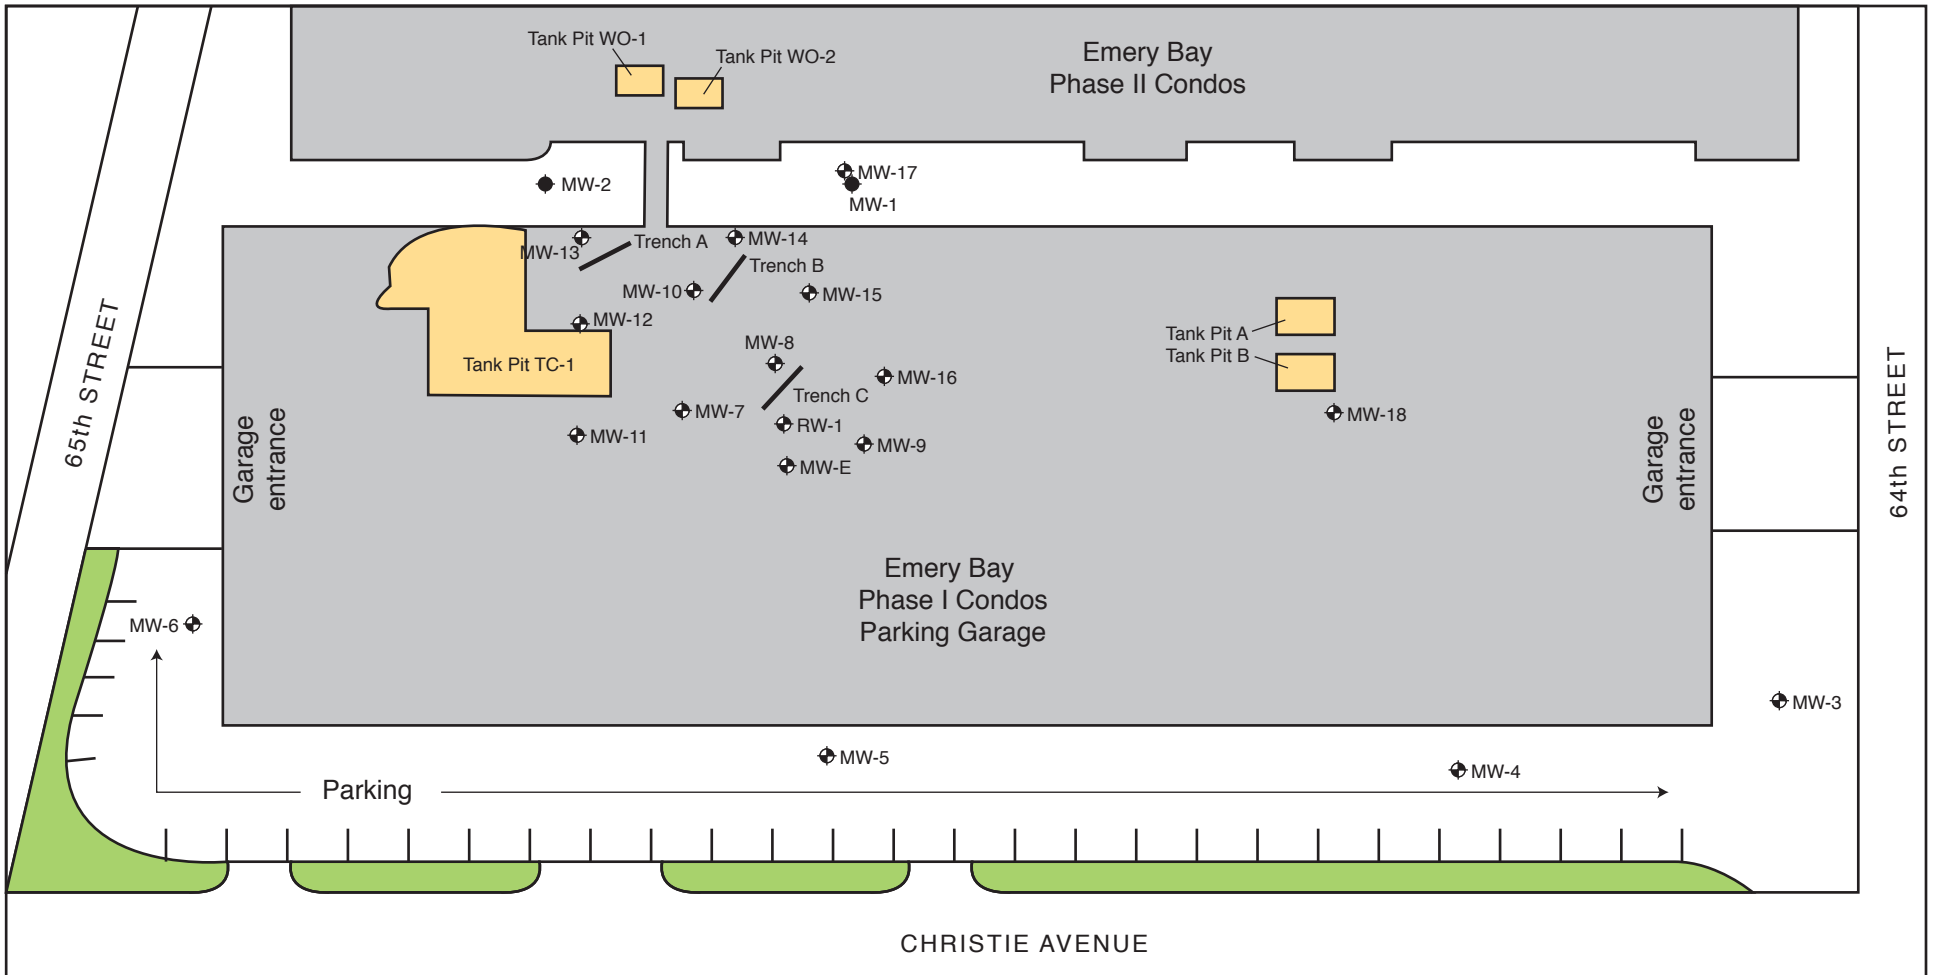 Tank Pit WO-1
Tank Pit WO-2
Emery Bay
Phase II Condos
MW-2
MW-17
MW-1
MW-13
Trench A
MW-14
Trench B
MW-10
MW-15
MW-12
Tank Pit TC-1
MW-8
MW-16
Trench C
MW-7
RW-1
MW-11
MW-9
MW-E
Tank Pit A
Tank Pit B
MW-18
65th STREET
Garage
entrance
Garage
entrance
64th STREET
Emery Bay
Phase I Condos
Parking Garage
MW-6
MW-3
MW-5
MW-4
Parking
CHRISTIE AVENUE